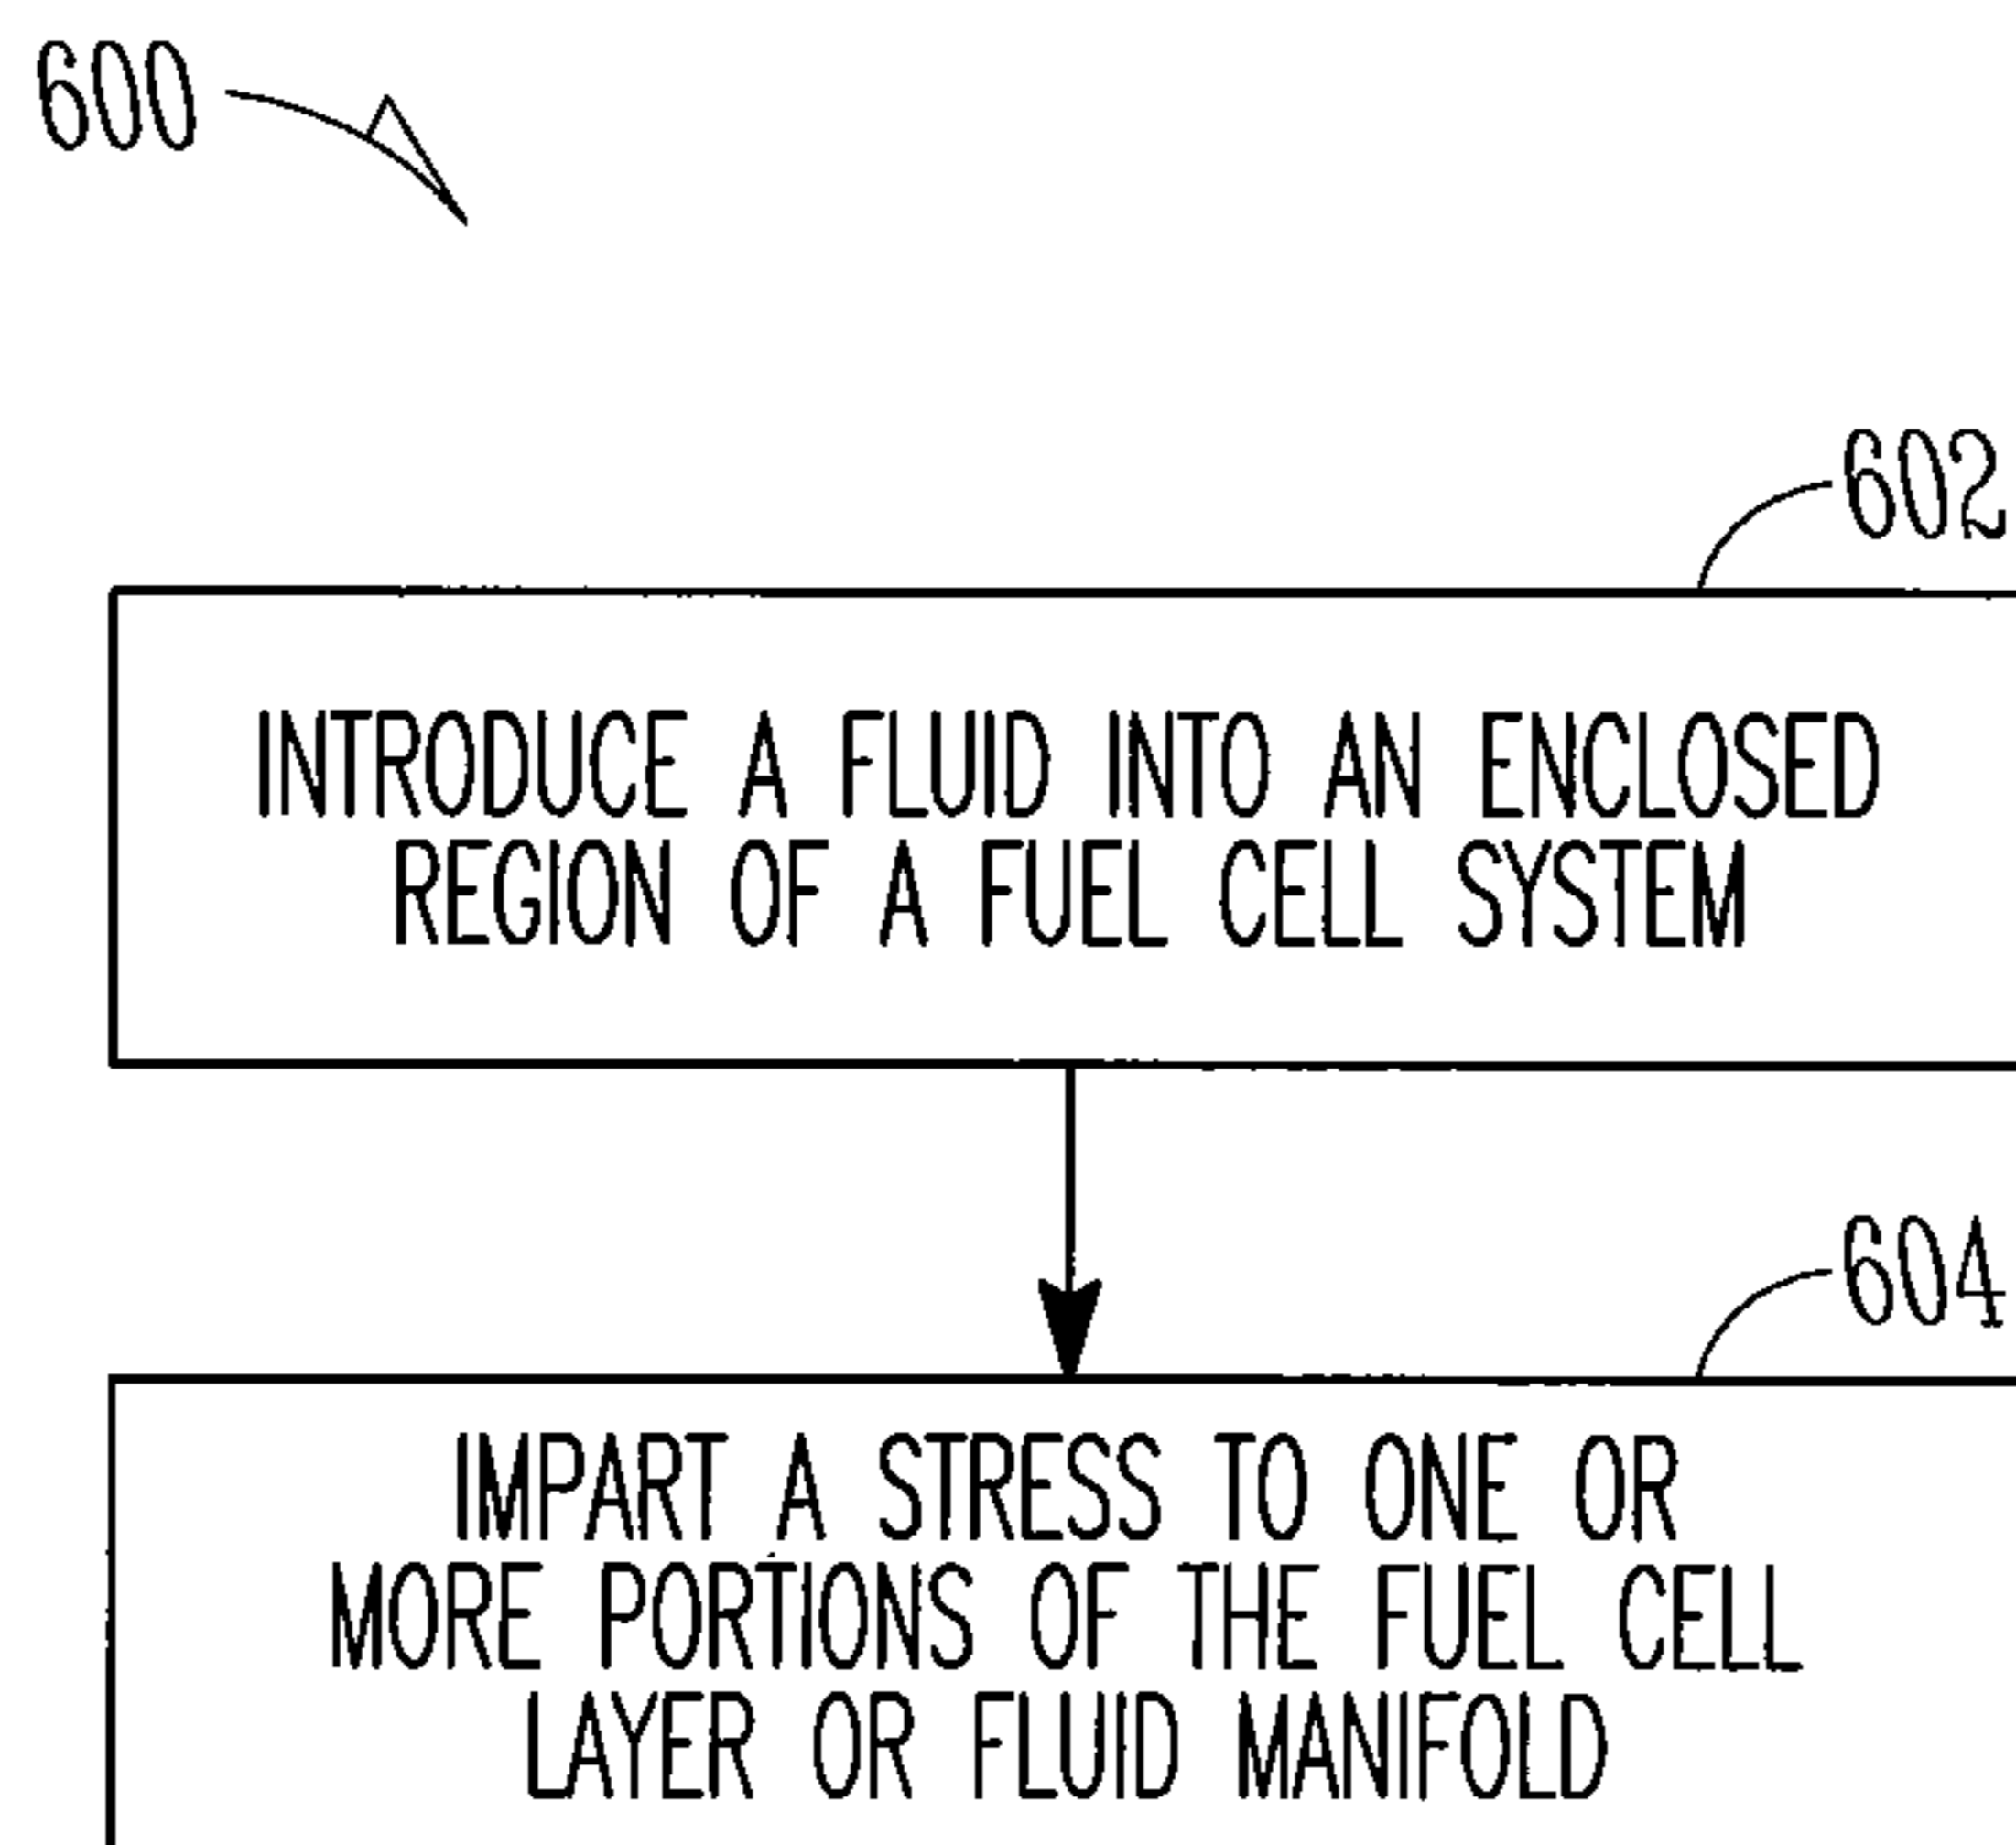 600
602
INTRODUCE A FLUID INTO AN ENCLOSED
REGION OF A FUEL CELL SYSTEM
604
IMPART A STRESS TO ONE OR
MORE PORTIONS OF THE FUEL CELL
LAYER OR FLUID MANIFOLD